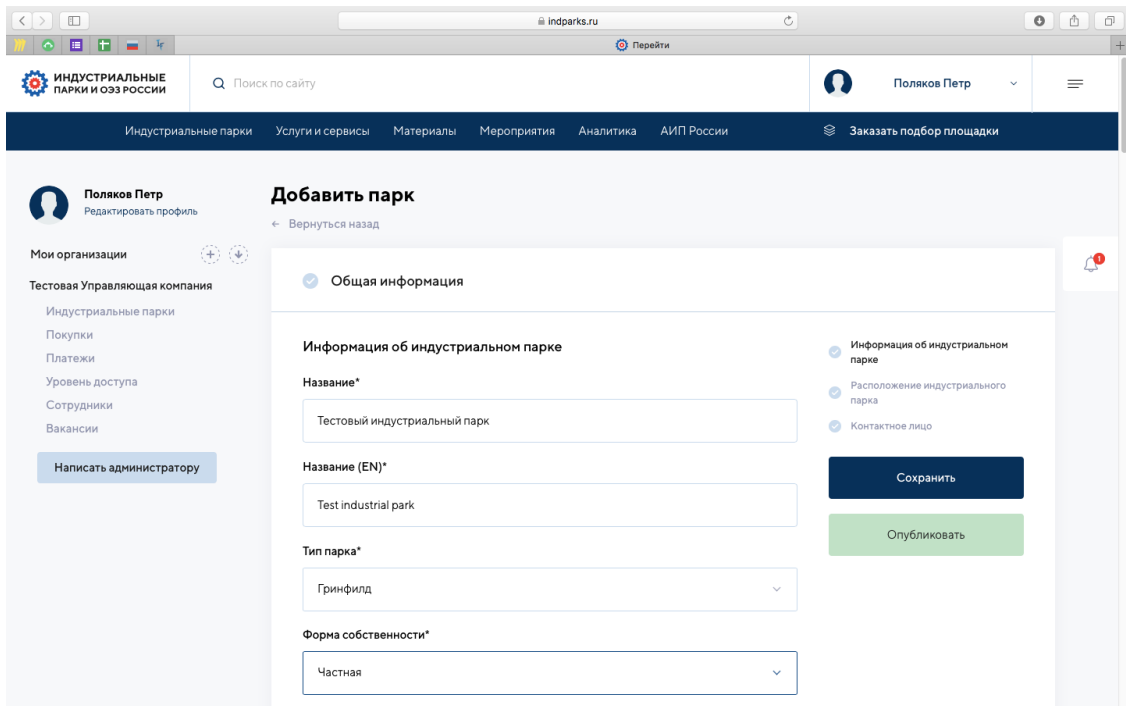 indparks.ru
Перейти
ИНДУСТРИАЛЬНЫЕ
ПАРКИ И ОЭЗ РОССИИ
Поиск по сайту
Поляков Петр
Индустриальные парки Услуги и сервисы Материалы Мероприятия Аналитика АИП России Заказать подбор площадки
Поляков Петр
Редактировать профиль
Добавить парк
← Вернуться назад
Мои организации
Тестовая Управляющая компания
Индустриальные парки
Покупки
Платежи
Уровень доступа
Сотрудники
Вакансии
Написать администратору
Общая информация
1
Информация об индустриальном парке
Название*
Тестовый индустриальный парк
Название (EN)*
Test industrial park
Тип парка*
Гринфилд
Форма собственности*
Частная
Информация об индустриальном
парке
Расположение индустриального
парка
Контактное лицо
Сохранить
Опубликовать